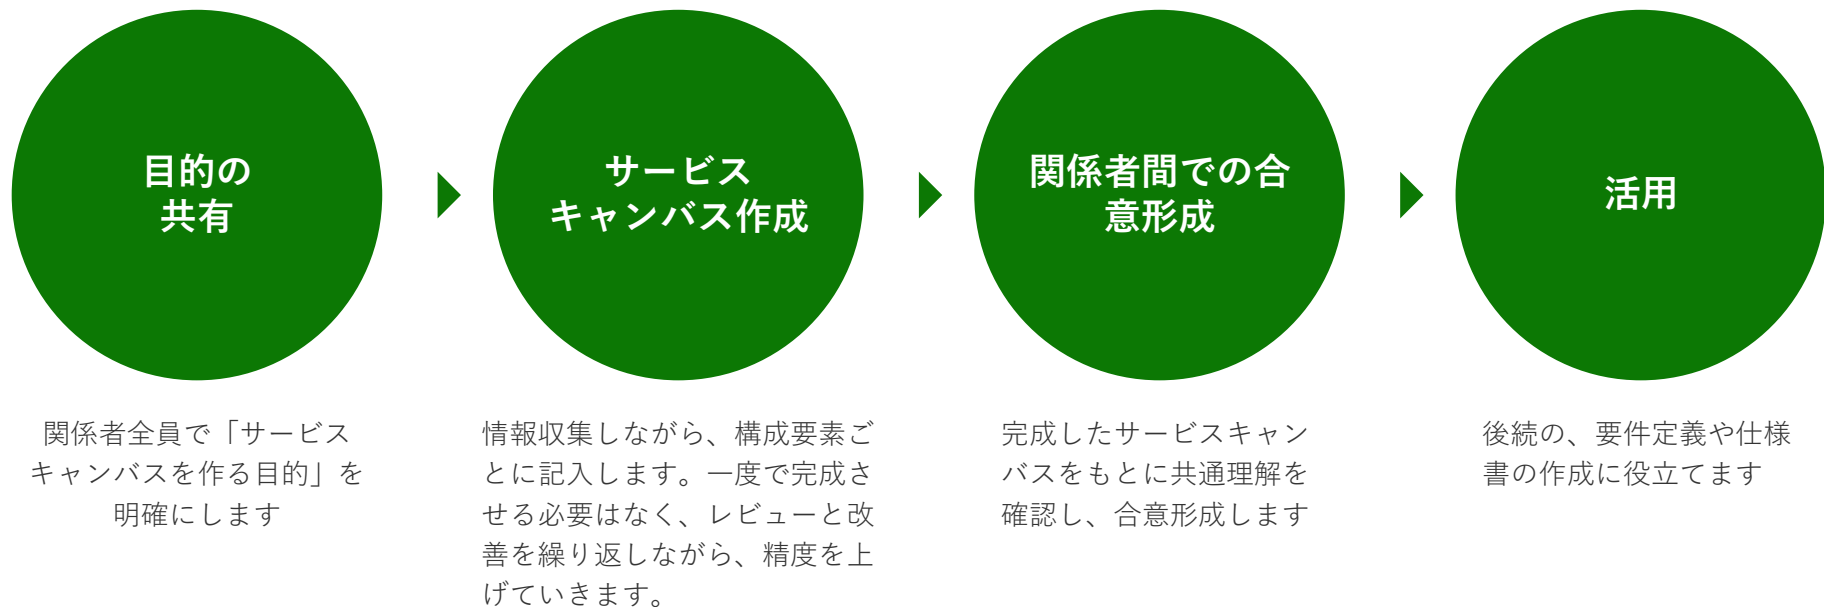 目的の
共有
サービス
キャンバス作成
関係者間での合
意形成
活用
関係者全員で「サービス
キャンバスを作る目的」を
明確にします
情報収集しながら、構成要素ご
とに記入します。一度で完成さ
せる必要はなく、レビューと改
善を繰り返しながら、精度を上
げていきます。
完成したサービスキャン
バスをもとに共通理解を
確認し、合意形成します
後続の、要件定義や仕様
書の作成に役立てます